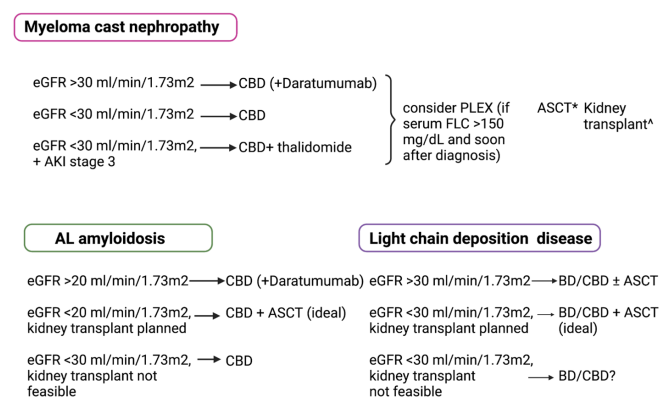 Myeloma cast nephropathy
eGFR >30 ml/min/1.73m2 CBD (+Daratumumab)
eGFR <30 ml/min/1.73m2 CBD
eGFR <30 ml/min/1.73m2, CBD+ thalidomide
+ AKI stage 3
consider PLEX (if
serum FLC >150
mg/dL and soon
after diagnosis)
ASCT* Kidney
transplant^
AL amyloidosis
eGFR >20 ml/min/1.73m2 CBD (+Daratumumab)
eGFR <20 ml/min/1.73m2, CBD + ASCT (ideal)
kidney transplant planned
eGFR <30 ml/min/1.73m2, CBD
kidney transplant not
feasible
Light chain deposition disease
eGFR >30 ml/min/1.73m2 BD/CBD ± ASCT
eGFR <30 ml/min/1.73m2, BD/CBD + ASCT
kidney transplant planned (ideal)
eGFR <30 ml/min/1.73m2,
kidney transplant BD/CBD?
not feasible